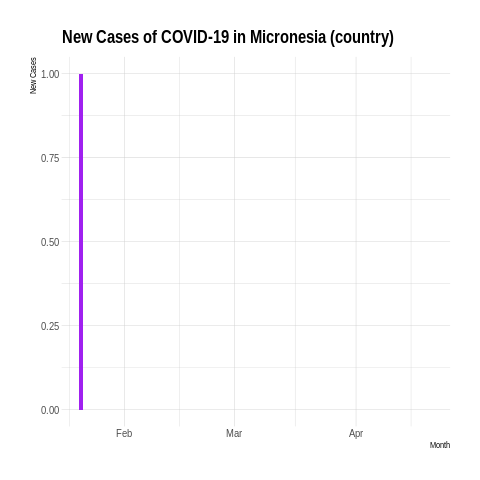 New Cases of COVID-19 in Micronesia (country)
New Cases
1.00
0.75
0.50
0.25
0.00
Feb Mar Apr
Month